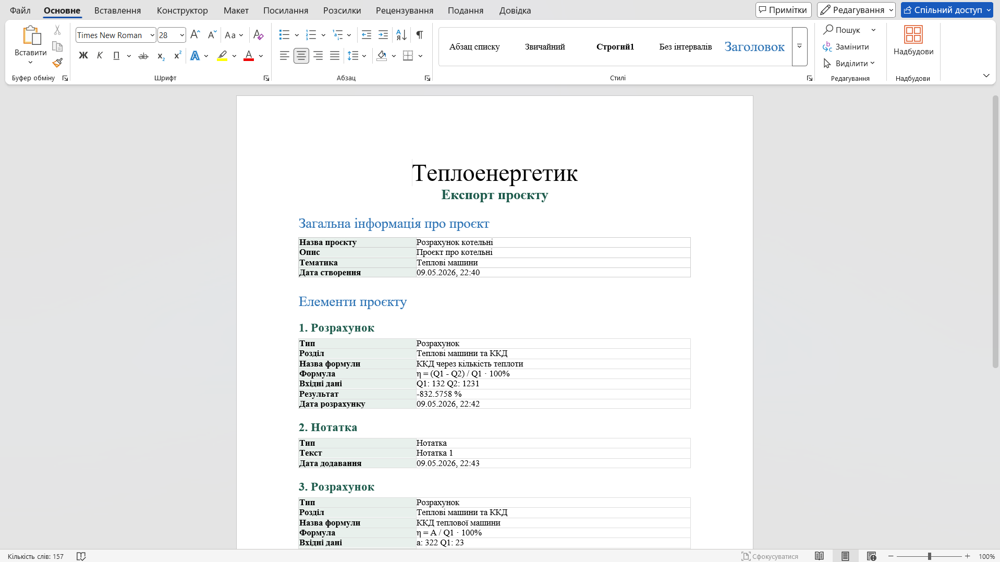 Файл Основне Вставлення Конструктор Макет Посилання Розсилки Рецензування Подання Довідка Примітки Редагування Спільний доступ
Вставити
Буфер обміну
Times New Roman 28
Шрифт
Абзац
Абзац списку Звичайний Строгий1 Без інтервалів Заголовок
Стилі
Пошук
Замінити
Виділити
Редагування
Надбудови
Надбудови
Теплоенергетик
Експорт проєкту
Загальна інформація про проєкт
Назва проєкту Розрахунок котельні
Опис Проєкт про котельні
Тематика Теплові машини
Дата створення 09.05.2026, 22:40
Елементи проєкту
1. Розрахунок
Тип Розрахунок
Розділ Теплові машини та ККД
Назва формули ККД через кількість теплоти
Формула η = (Q1 - Q2) / Q1 · 100%
Вхідні дані Q1: 132 Q2: 1231
Результат -832.5758 %
Дата розрахунку 09.05.2026, 22:42
2. Нотатка
Тип Нотатка
Текст Нотатка 1
Дата додавання 09.05.2026, 22:43
3. Розрахунок
Тип Розрахунок
Розділ Теплові машини та ККД
Назва формули ККД теплової машини
Формула η = A / Q1 · 100%
Вхідні дані a: 322 Q1: 23
Кількість слів: 157 Сфокусуватися 100%